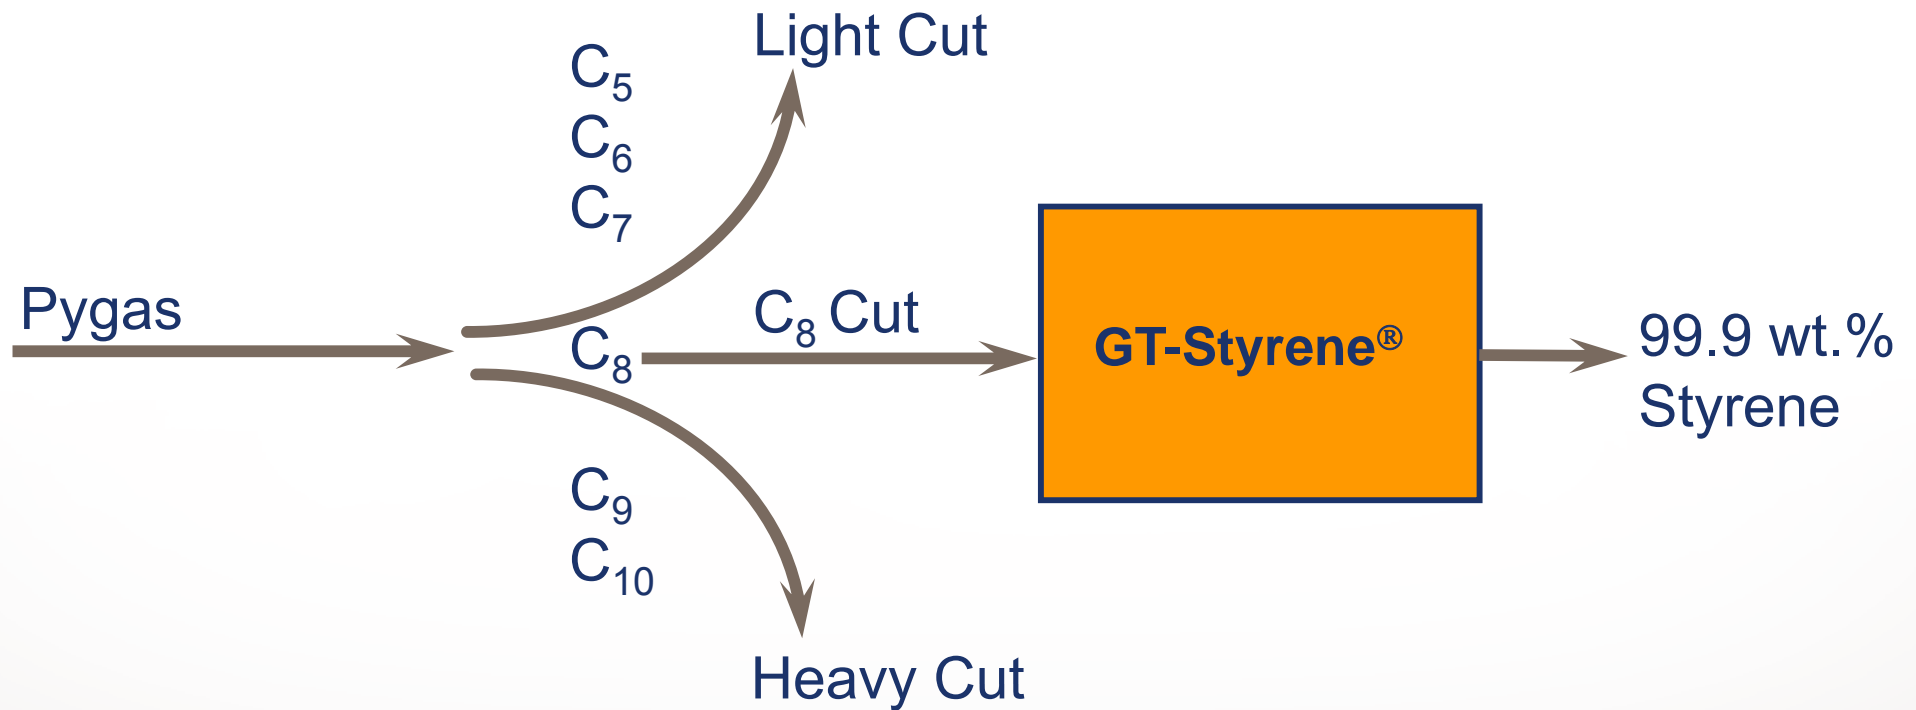 Light Cut
C₅
C₆
C₇
Pygas
C₈ Cut
C₈
GT-Styrene®
99.9 wt.%
Styrene
C₉
C₁₀
Heavy Cut